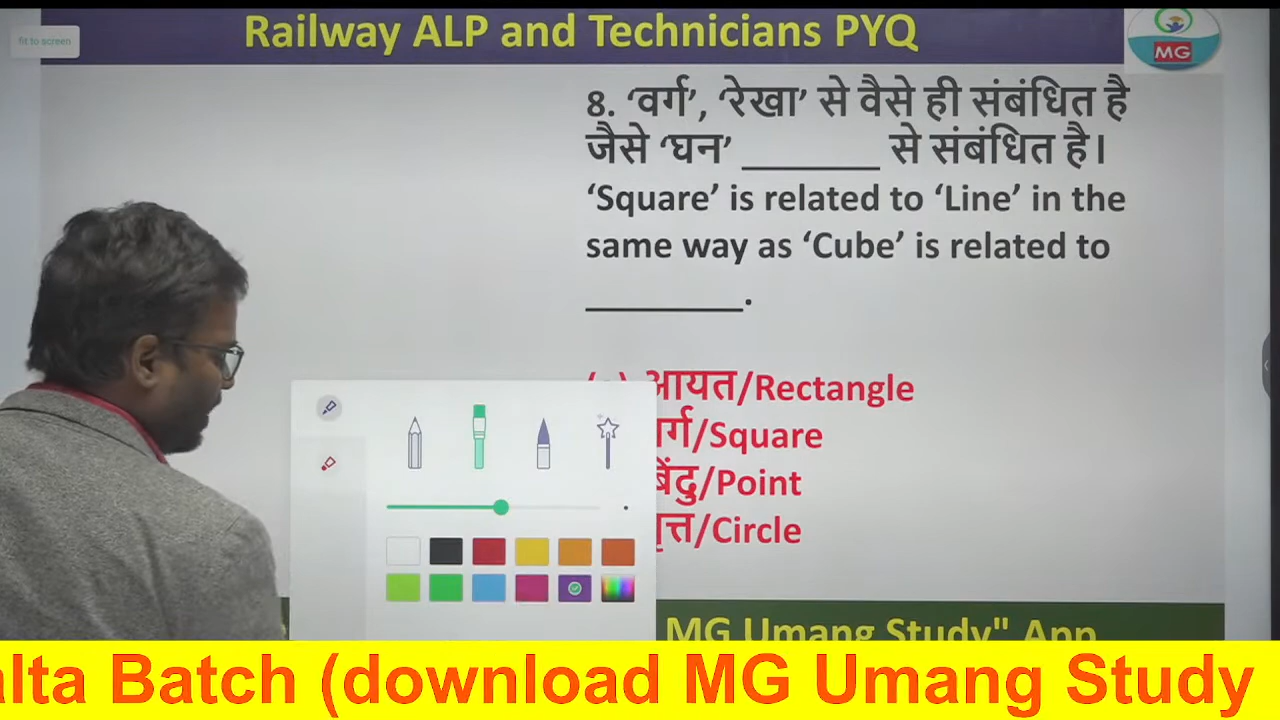 fit to screen
Railway ALP and Technicians PYQ
MG
8. ‘वर्ग’, ‘रेखा’ से वैसे ही संबंधित है
जैसे ‘घन’ ________ से संबंधित है।
‘Square’ is related to ‘Line’ in the
same way as ‘Cube’ is related to
________.
आयत/Rectangle
/Square
/Point
/Circle
MG Umang Study" App
Batch (download MG Umang Study